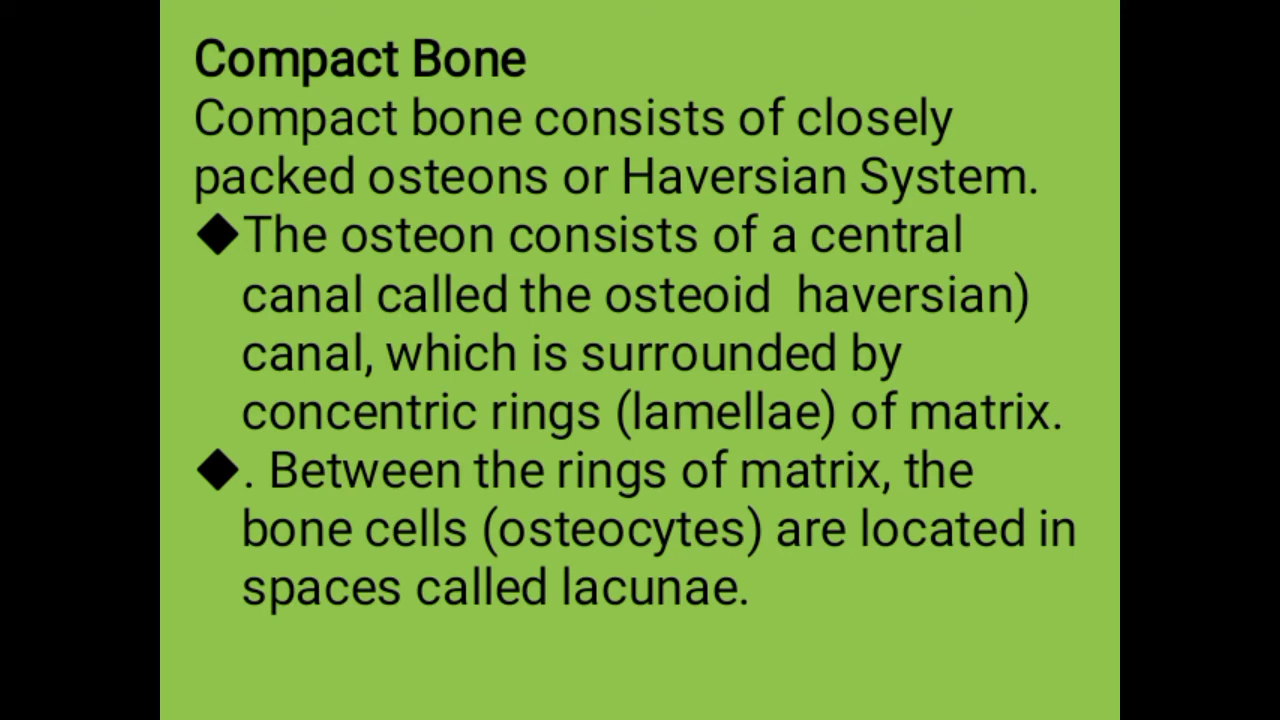 Compact Bone
Compact bone consists of closely
packed osteons or Haversian System.
◆The osteon consists of a central
canal called the osteoid  haversian)
canal, which is surrounded by
concentric rings (lamellae) of matrix.
◆. Between the rings of matrix, the
bone cells (osteocytes) are located in
spaces called lacunae.